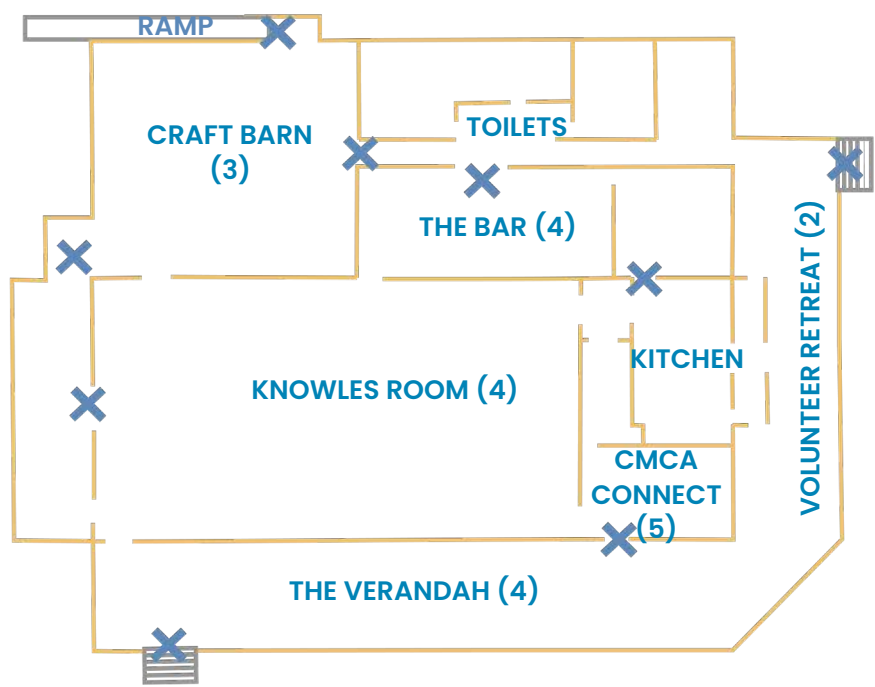 RAMP
CRAFT BARN
(3)
TOILETS
THE BAR (4)
VOLUNTEER RETREAT (2)
KITCHEN
KNOWLES ROOM (4)
CMCA
CONNECT
(5)
THE VERANDAH (4)